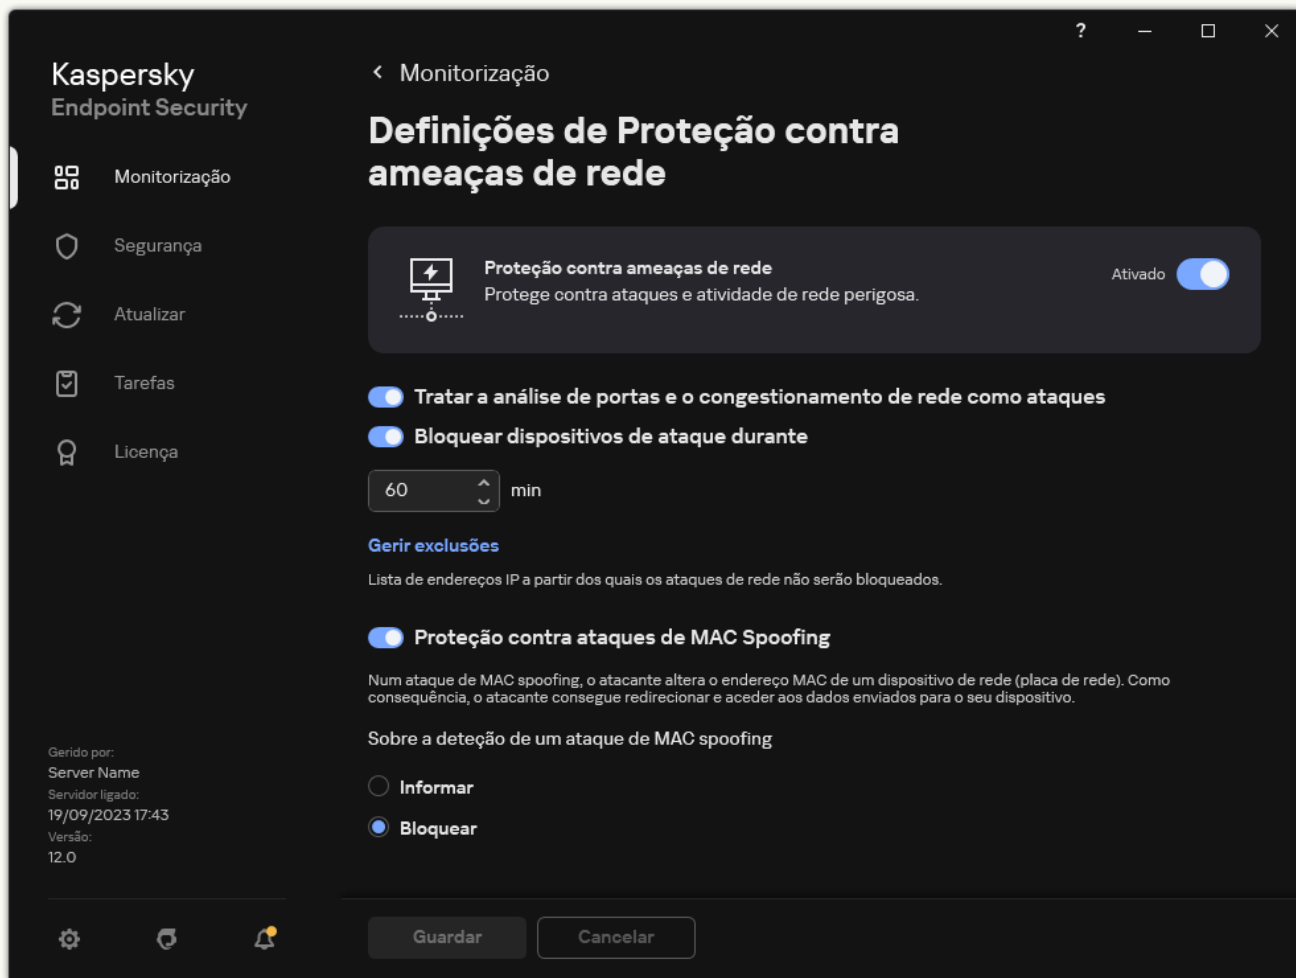 ?
Kaspersky
Endpoint Security
Monitorização
Segurança
Atualizar
Tarefas
Licença
Gerido por:
Server Name
Servidor ligado:
19/09/2023 17:43
Versão:
12.0
Monitorização
Definições de Proteção contra
ameaças de rede
Proteção contra ameaças de rede
Protege contra ataques e atividade de rede perigosa.
Ativado
Tratar a análise de portas e o congestionamento de rede como ataques
Bloquear dispositivos de ataque durante
60 min
Gerir exclusões
Lista de endereços IP a partir dos quais os ataques de rede não serão bloqueados.
Proteção contra ataques de MAC Spoofing
Num ataque de MAC spoofing, o atacante altera o endereço MAC de um dispositivo de rede (placa de rede). Como
consequência, o atacante consegue redirecionar e aceder aos dados enviados para o seu dispositivo.
Sobre a deteção de um ataque de MAC spoofing
Informar
Bloquear
Guardar
Cancelar